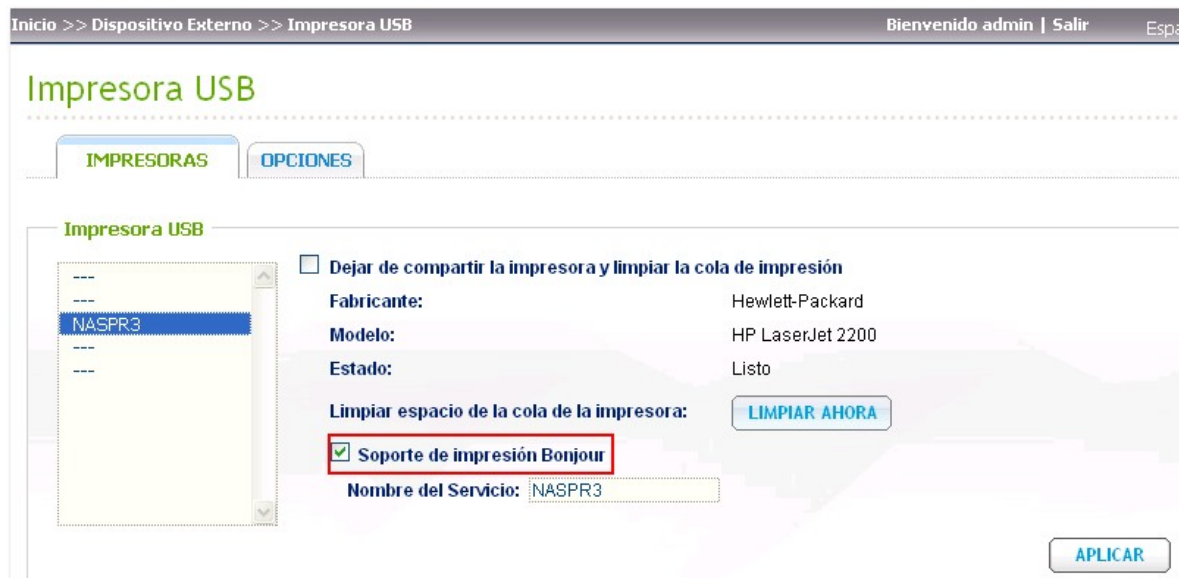 Inicio >> Dispositivo Externo >> Impresora USB Bienvenido admin | Salir
Impresora USB
IMPRESORAS OPCIONES
Impresora USB
---
---
NASPR3
---
---
Dejar de compartir la impresora y limpiar la cola de impresión
Fabricante: Hewlett-Packard
Modelo: HP LaserJet 2200
Estado: Listo
Limpiar espacio de la cola de la impresora: LIMPIAR AHORA
Soporte de impresión Bonjour
Nombre del Servicio: NASPR3
APLICAR